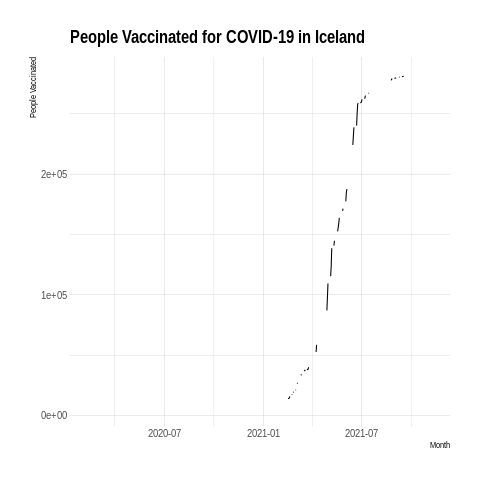 People Vaccinated for COVID-19 in Iceland
People Vaccinated
2e+05
1e+05
0e+00
2020-07 2021-01 2021-07
Month